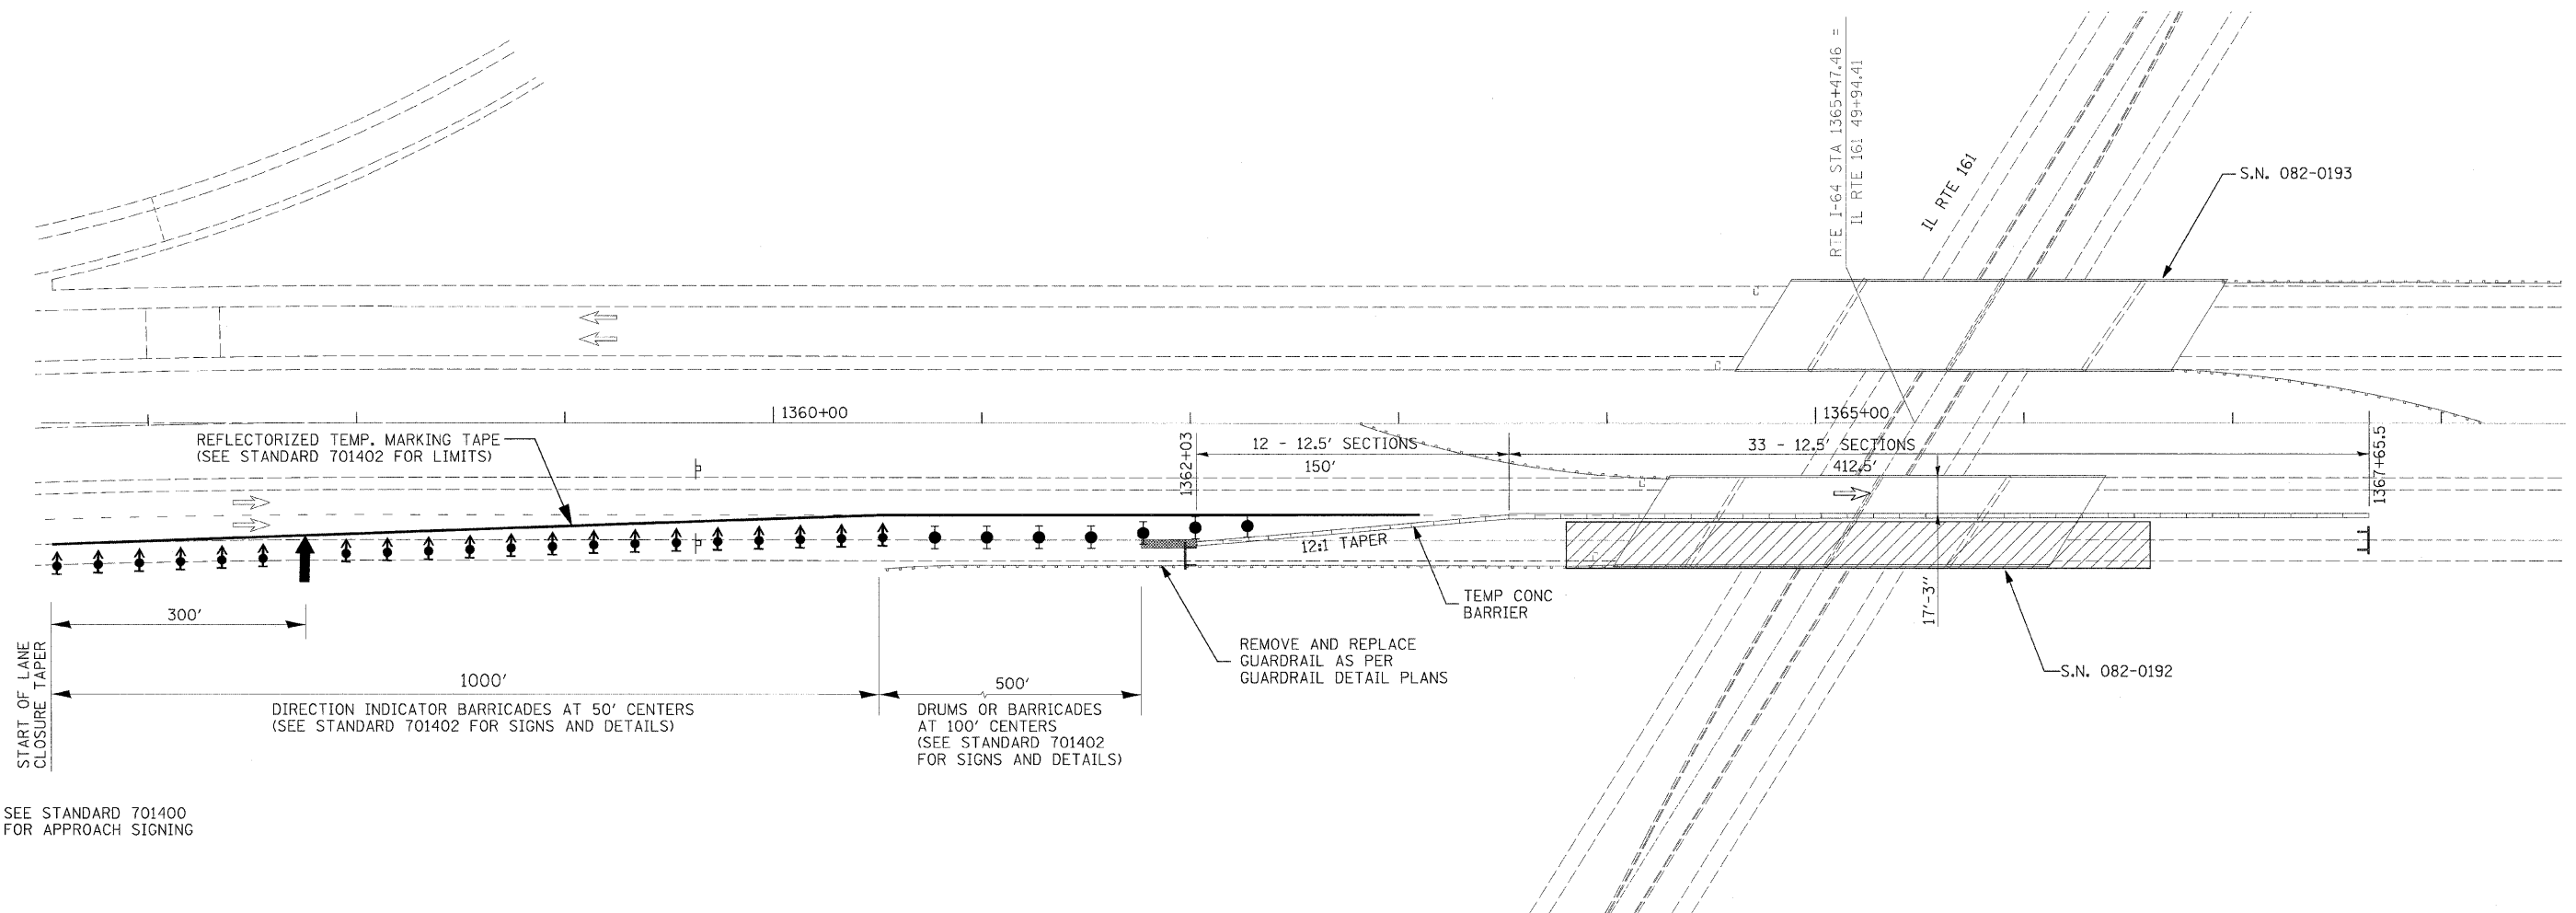 RTE I-64 STA 1365+47.46 =
IL RTE 161 49+94.41
IL RTE 161
S.N. 082-0193
1360+00
1365+00
REFLECTORIZED TEMP. MARKING TAPE
(SEE STANDARD 701402 FOR LIMITS)
1362+03
12 - 12.5' SECTIONS
150'
33 - 12.5' SECTIONS
412.5'
1367+65.5
12:1 TAPER
17'-3"
TEMP CONC
BARRIER
300'
REMOVE AND REPLACE
GUARDRAIL AS PER
GUARDRAIL DETAIL PLANS
S.N. 082-0192
START OF LANE
CLOSURE TAPER
1000'
DIRECTION INDICATOR BARRICADES AT 50' CENTERS
(SEE STANDARD 701402 FOR SIGNS AND DETAILS)
500'
DRUMS OR BARRICADES
AT 100' CENTERS
(SEE STANDARD 701402
FOR SIGNS AND DETAILS)
SEE STANDARD 701400
FOR APPROACH SIGNING